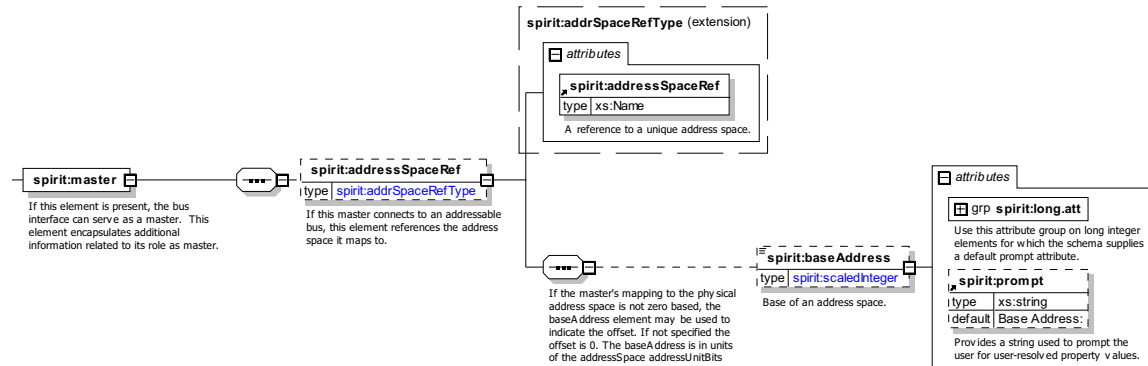 spirit:addrSpaceRefType (extension)
attributes
spirit:addressSpaceRef
type xs:Name
A reference to a unique address space.
spirit:master
If this element is present, the bus
interface can serve as a master. This
element encapsulates additional
information related to its role as master.
spirit:addressSpaceRef
type spirit:addrSpaceRefType
If this master connects to an addressable
bus, this element references the address
space it maps to.
If the master's mapping to the physical
address space is not zero based, the
baseAddress element may be used to
indicate the offset. If not specified the
offset is 0. The baseAddress is in units
of the addressSpace addressUnitBits
spirit:baseAddress
type spirit:scaledInteger
Base of an address space.
attributes
grp spirit:long.att
Use this attribute group on long integer
elements for which the schema supplies
a default prompt attribute.
spirit:prompt
type xs:string
default Base Address:
Provides a string used to prompt the
user for user-resolved property values.